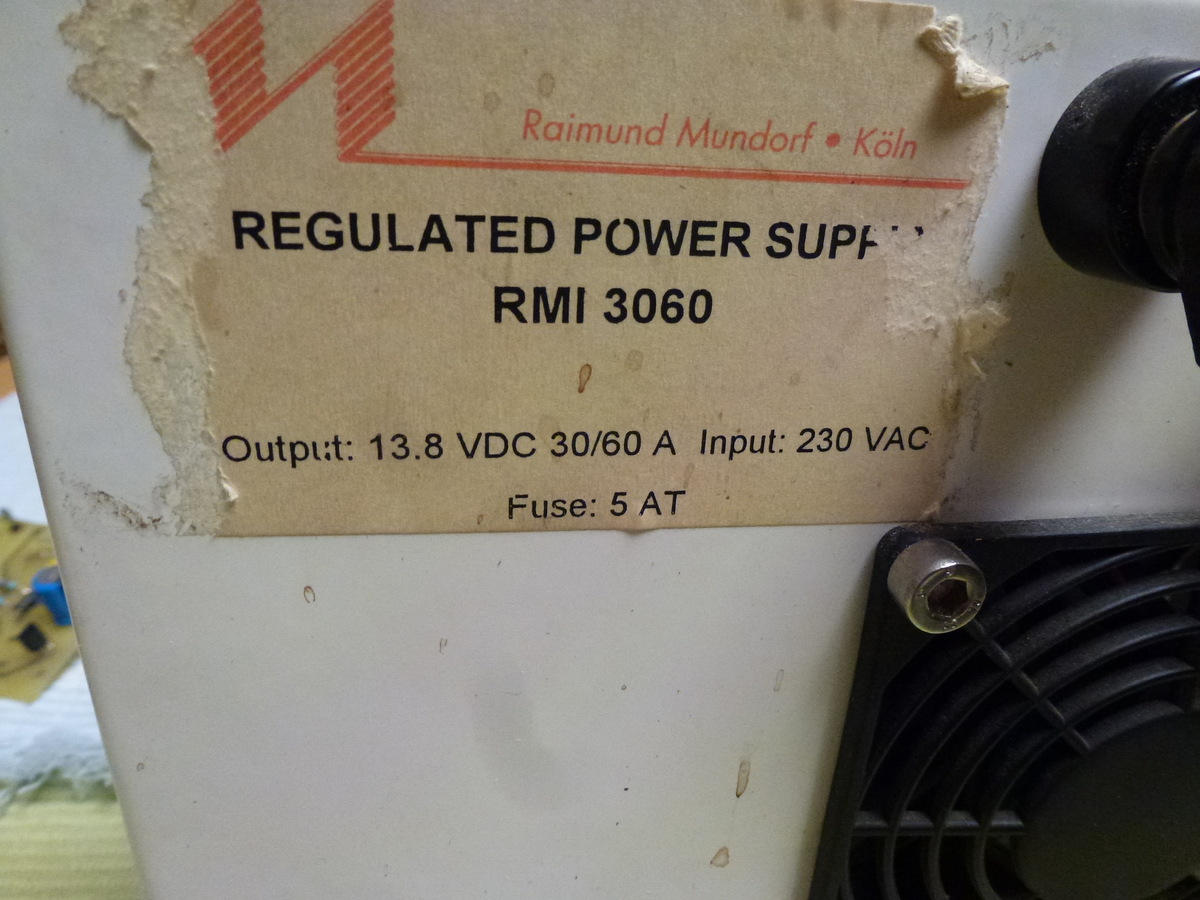 Raimund Mundorf • Köln
REGULATED POWER SUPPLY
RMI 3060
Output: 13.8 VDC 30/60 A Input: 230 VAC
Fuse: 5 AT